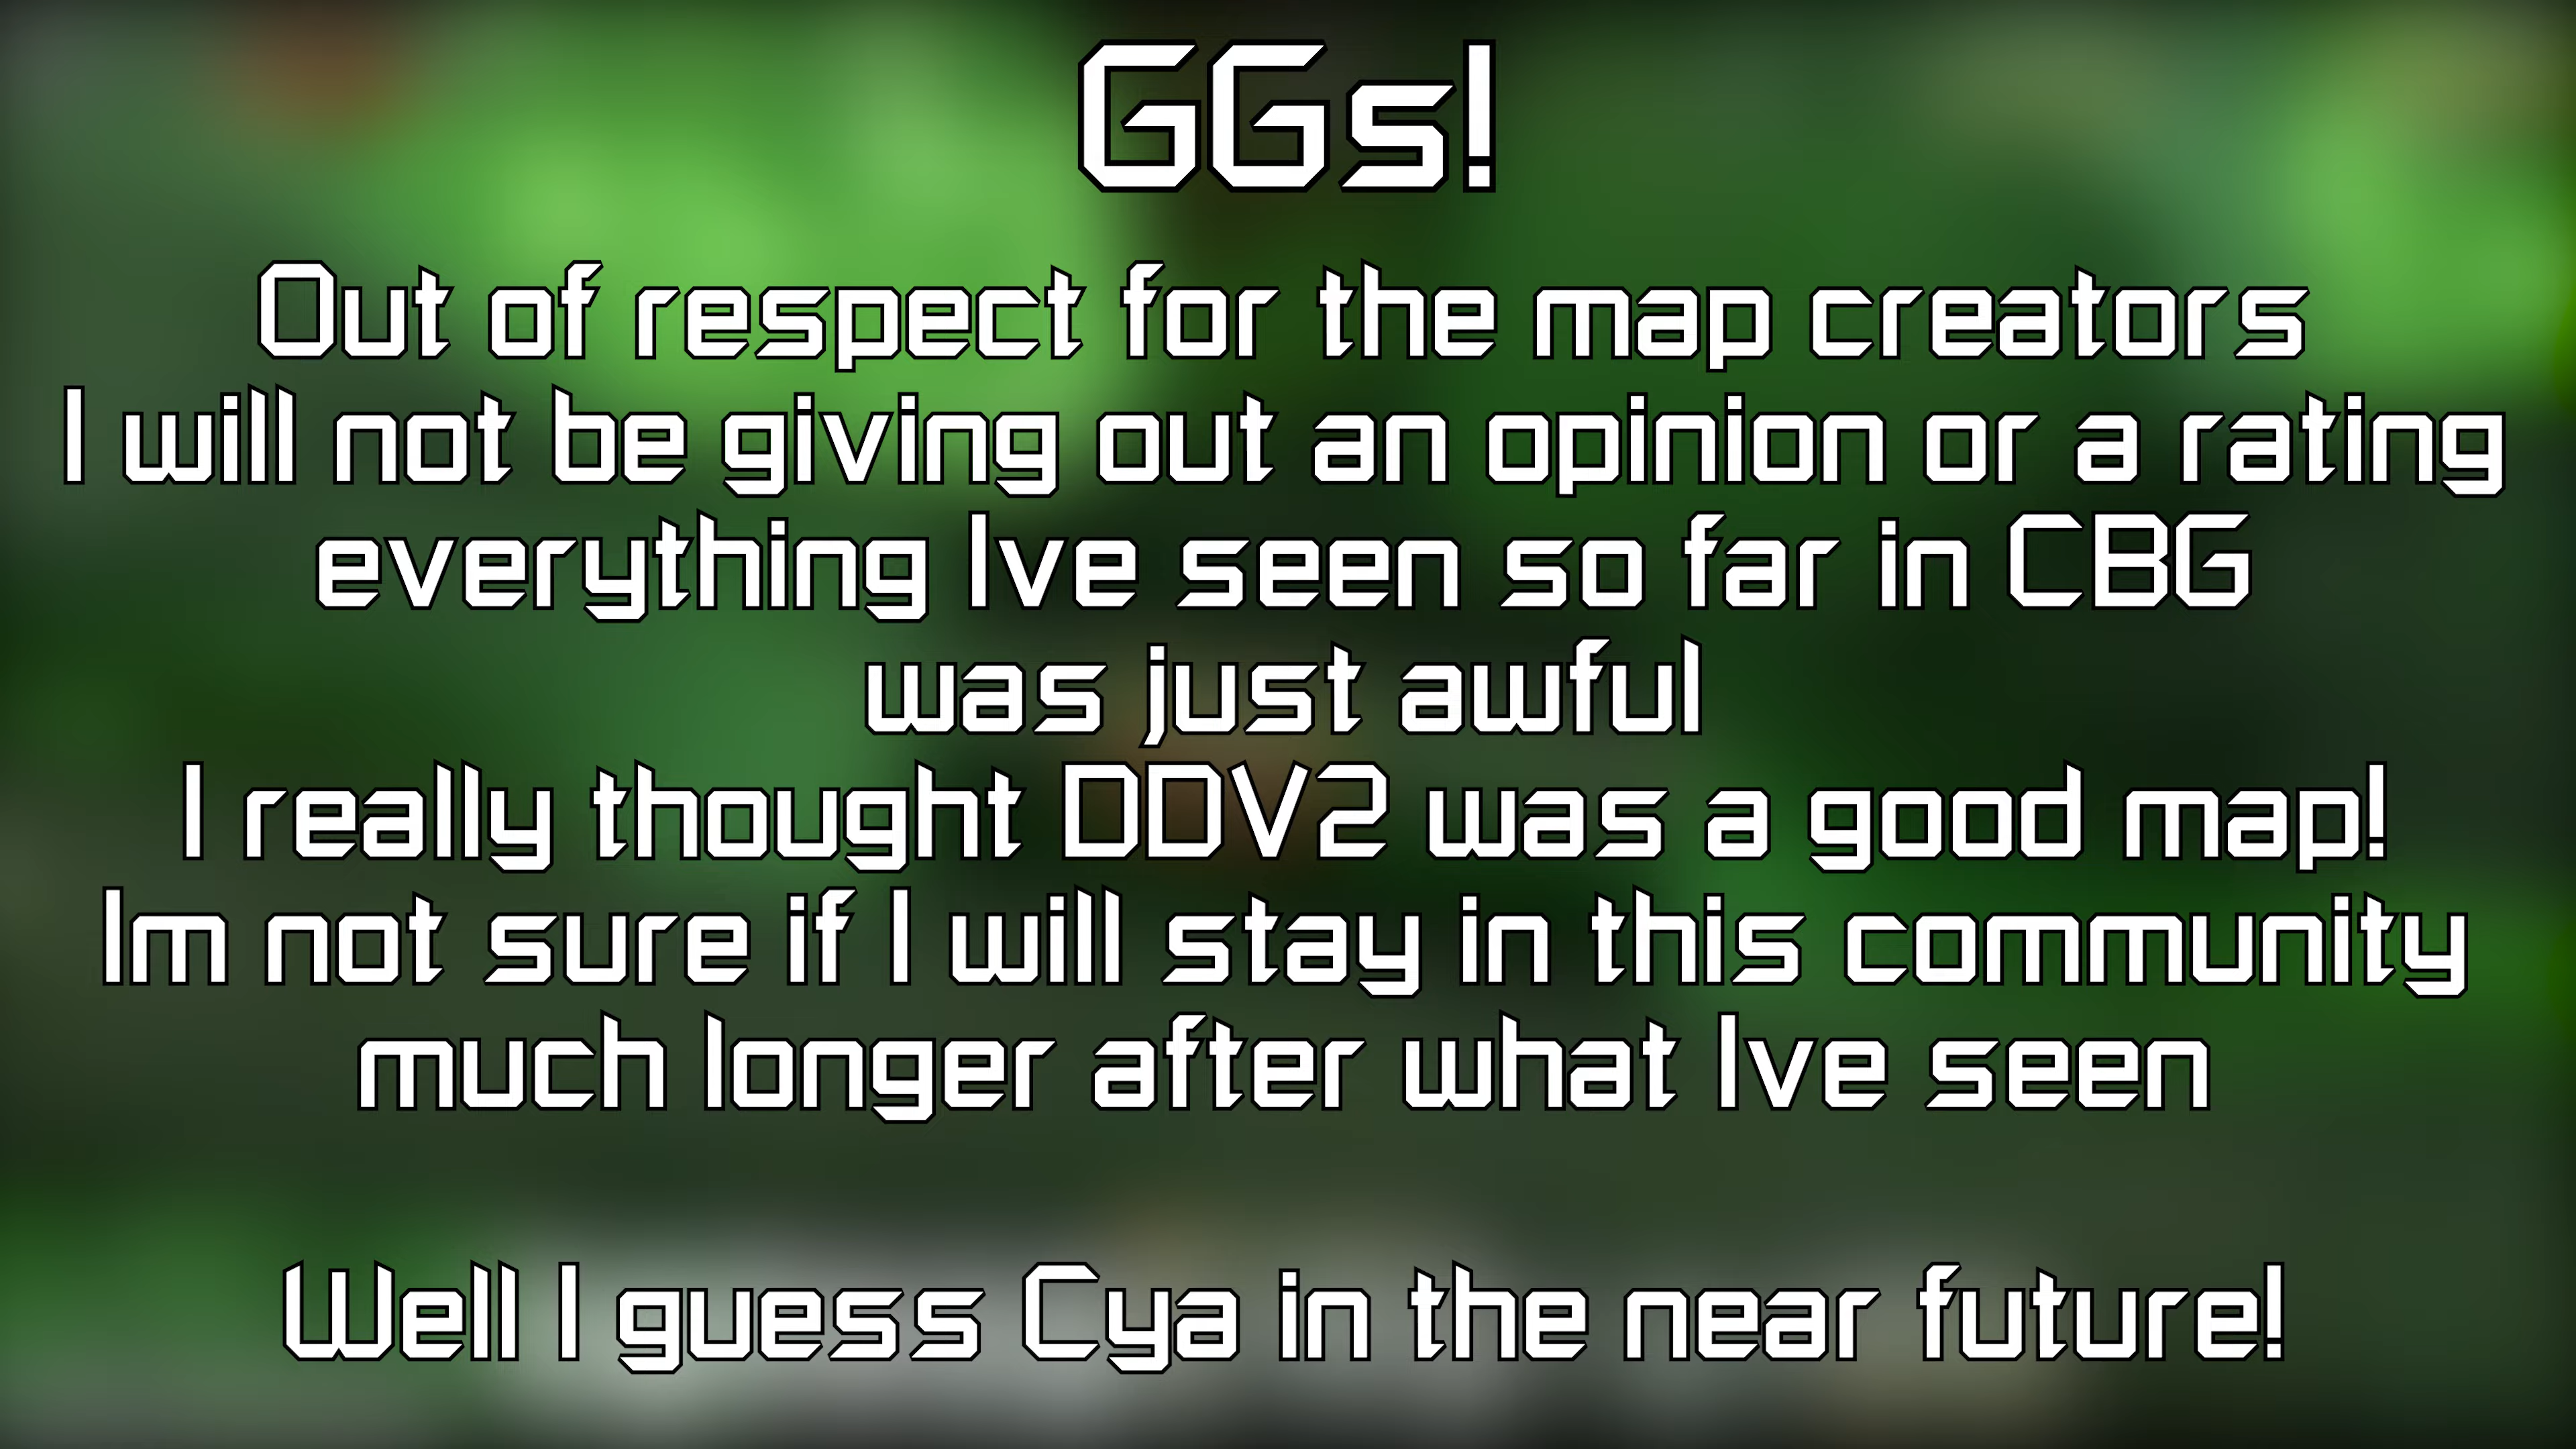 GGs!
Out of respect for the map creators
I will not be giving out an opinion or a rating
everything Ive seen so far in CBG
was just awful
I really thought DDV2 was a good map!
Im not sure if I will stay in this community
much longer after what Ive seen
Well I guess Cya in the near future!